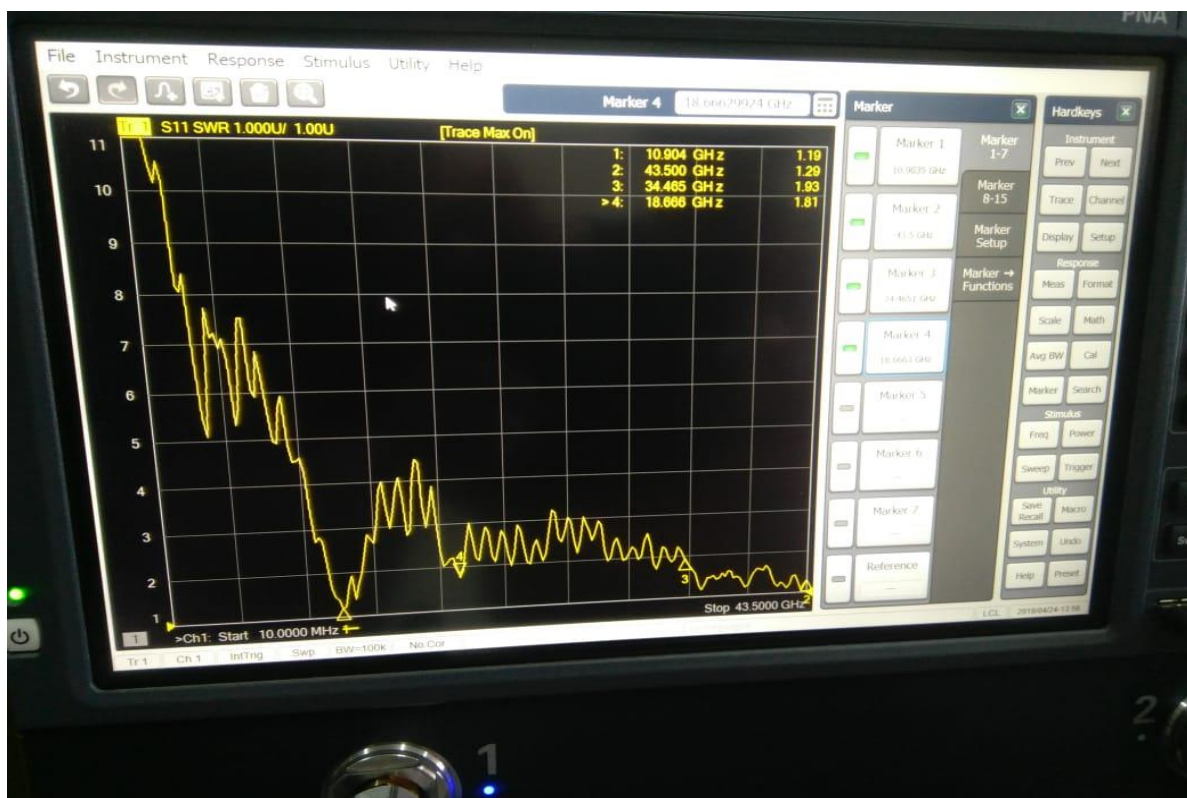 PNA
File Instrument Response Stimulus Utility Help
Marker 4 18.66629924 GHz
Tr 1 S11 SWR 1.000U/ 1.00U [Trace Max On]
1: 10.904 GHz 1.19
2: 43.500 GHz 1.29
3: 34.465 GHz 1.93
>4: 18.666 GHz 1.81
11
10
9
8
7
6
5
4
3
2
1
4
3
1
2
1 >Ch1: Start 10.0000 MHz Stop 43.5000 GHz
Tr 1 Ch 1 IntTrig Swp BW=100k No Cor LCL 2018/04/24-13:56
Marker
Marker 1
10.9035 GHz
Marker 2
43.5 GHz
Marker 3
34.4651 GHz
Marker 4
18.6663 GHz
Marker 5
Marker 6
Marker 7
Reference
Marker 1-7
Marker 8-15
Marker Setup
Marker → Functions
Hardkeys
Instrument
Prev Next
Trace Channel
Display Setup
Response
Meas Format
Scale Math
Avg BW Cal
Marker Search
Stimulus
Freq Power
Sweep Trigger
Utility
Save Recall Macro
System Undo
Help Preset
1
2